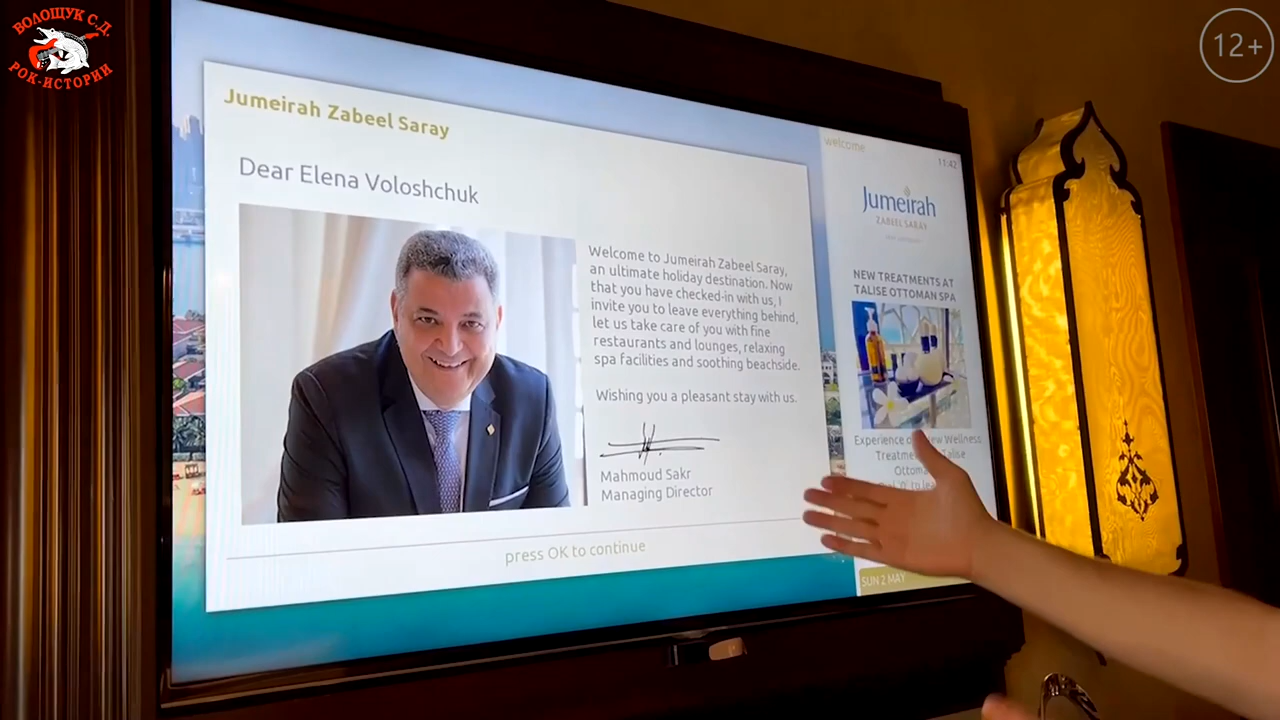 ВОЛОЩУК С.Д.
РОК-ИСТОРИИ
12+
Jumeirah Zabeel Saray
Dear Elena Voloshchuk
Welcome to Jumeirah Zabeel Saray,
an ultimate holiday destination. Now
that you have checked-in with us, I
invite you to leave everything behind,
let us take care of you with fine
restaurants and lounges, relaxing
spa facilities and soothing beachside.
Wishing you a pleasant stay with us.
Mahmoud Sakr
Managing Director
press OK to continue
welcome
11:42
Jumeirah
ZABEEL SARAY
NEW TREATMENTS AT
TALISE OTTOMAN SPA
Experience Wellness
Talise
SUN 2 MAY